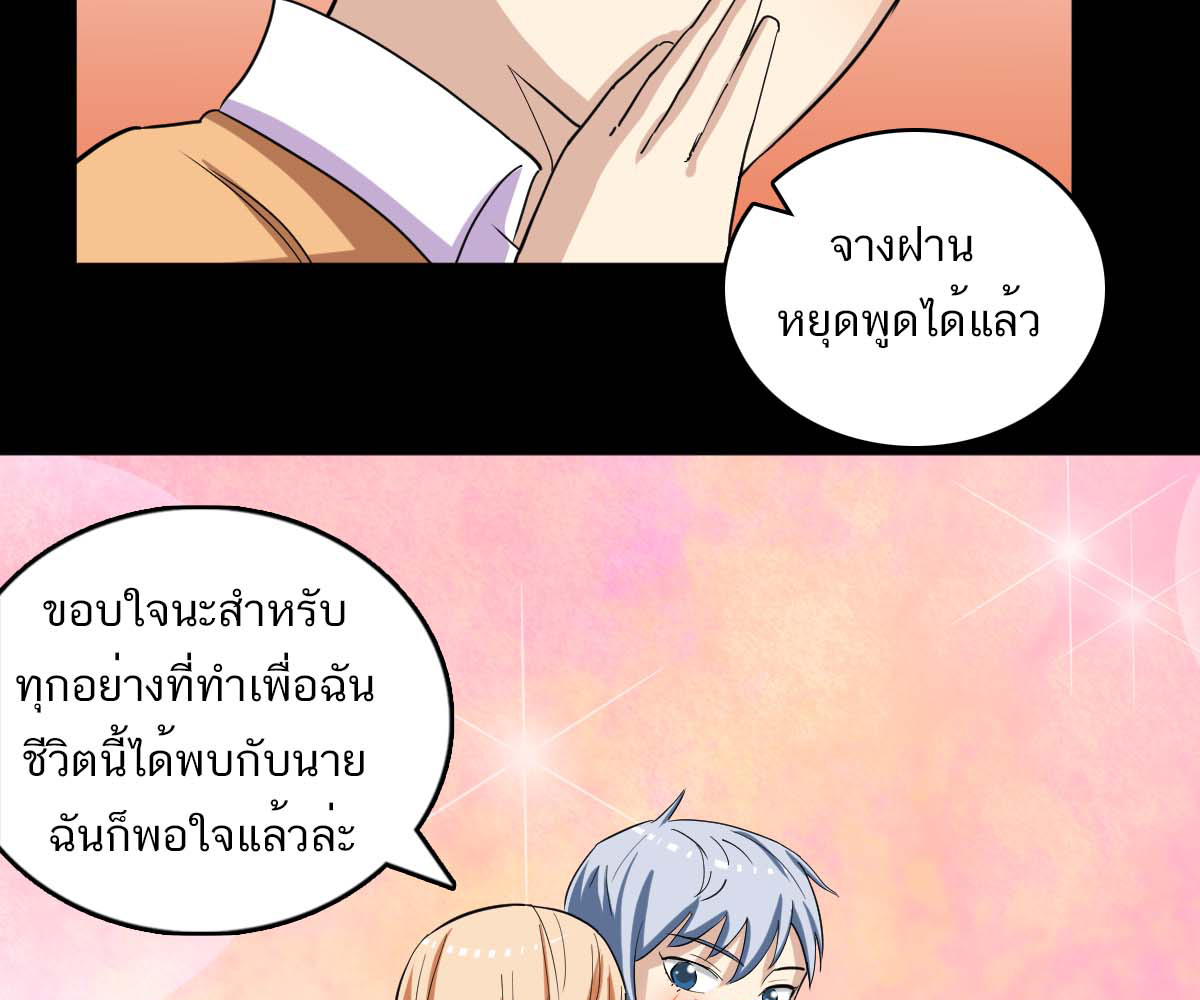 จางฝาน
หยุดพูดได้แล้ว
ขอบใจนะสำหรับ
ทุกอย่างที่ทำเพื่อฉัน
ชีวิตนี้ได้พบกับนาย
ฉันก็พอใจแล้วล่ะ